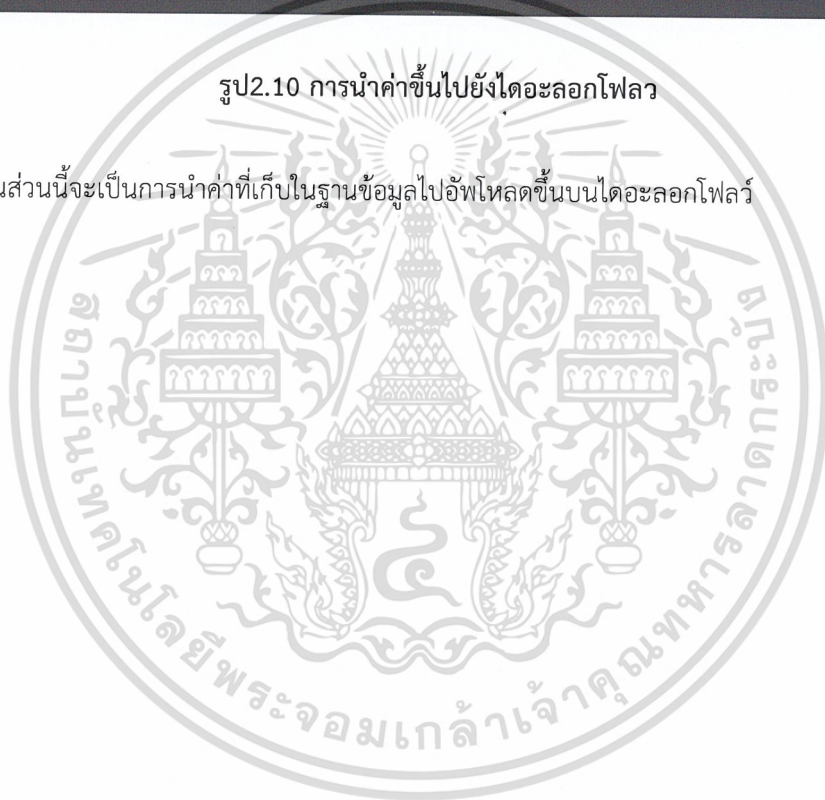 รูป2.10 การนำค่าขึ้นไปยังไดอะลอกโฟลว
นส่วนนี้จะเป็นการนำค่าที่เก็บในฐานข้อมูลไปอัพโหลดขึ้นบนไดอะลอกโฟลว์
สถาบันเทคโนโลยีพระจอมเกล้าเจ้าคุณทหารลาดกระบัง
๔